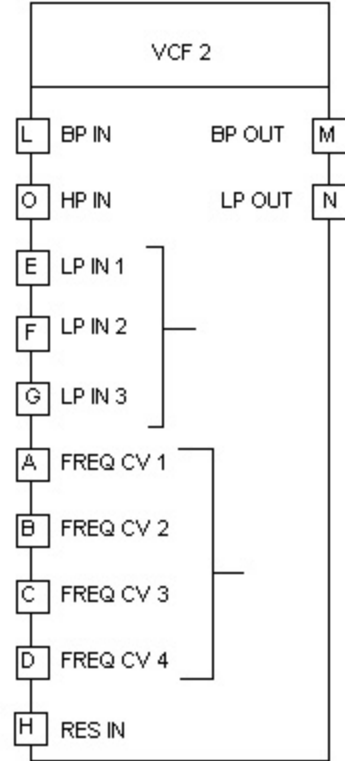 VCF 2
L BP IN BP OUT M
O HP IN LP OUT N
E LP IN 1
F LP IN 2
G LP IN 3
A FREQ CV 1
B FREQ CV 2
C FREQ CV 3
D FREQ CV 4
H RES IN